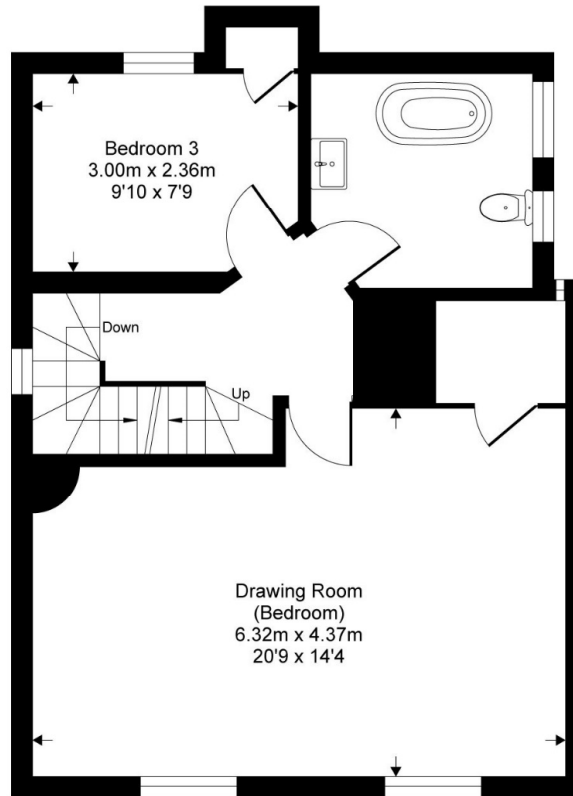 Bedroom 3
3.00m x 2.36m
9'10 x 7'9
Down
Up
Drawing Room
(Bedroom)
6.32m x 4.37m
20'9 x 14'4